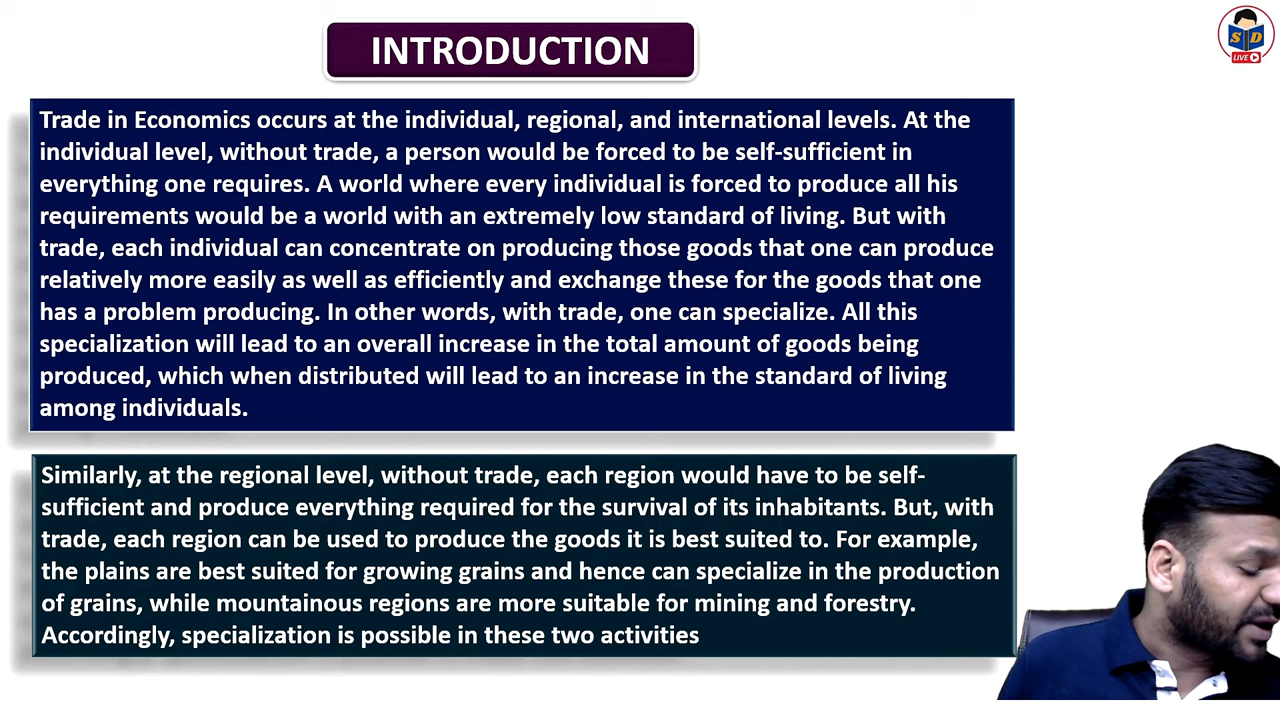 INTRODUCTION
S D
LIVE
Trade in Economics occurs at the individual, regional, and international levels. At the
individual level, without trade, a person would be forced to be self-sufficient in
everything one requires. A world where every individual is forced to produce all his
requirements would be a world with an extremely low standard of living. But with
trade, each individual can concentrate on producing those goods that one can produce
relatively more easily as well as efficiently and exchange these for the goods that one
has a problem producing. In other words, with trade, one can specialize. All this
specialization will lead to an overall increase in the total amount of goods being
produced, which when distributed will lead to an increase in the standard of living
among individuals.
Similarly, at the regional level, without trade, each region would have to be self-
sufficient and produce everything required for the survival of its inhabitants. But, with
trade, each region can be used to produce the goods it is best suited to. For example,
the plains are best suited for growing grains and hence can specialize in the production
of grains, while mountainous regions are more suitable for mining and forestry.
Accordingly, specialization is possible in these two activities